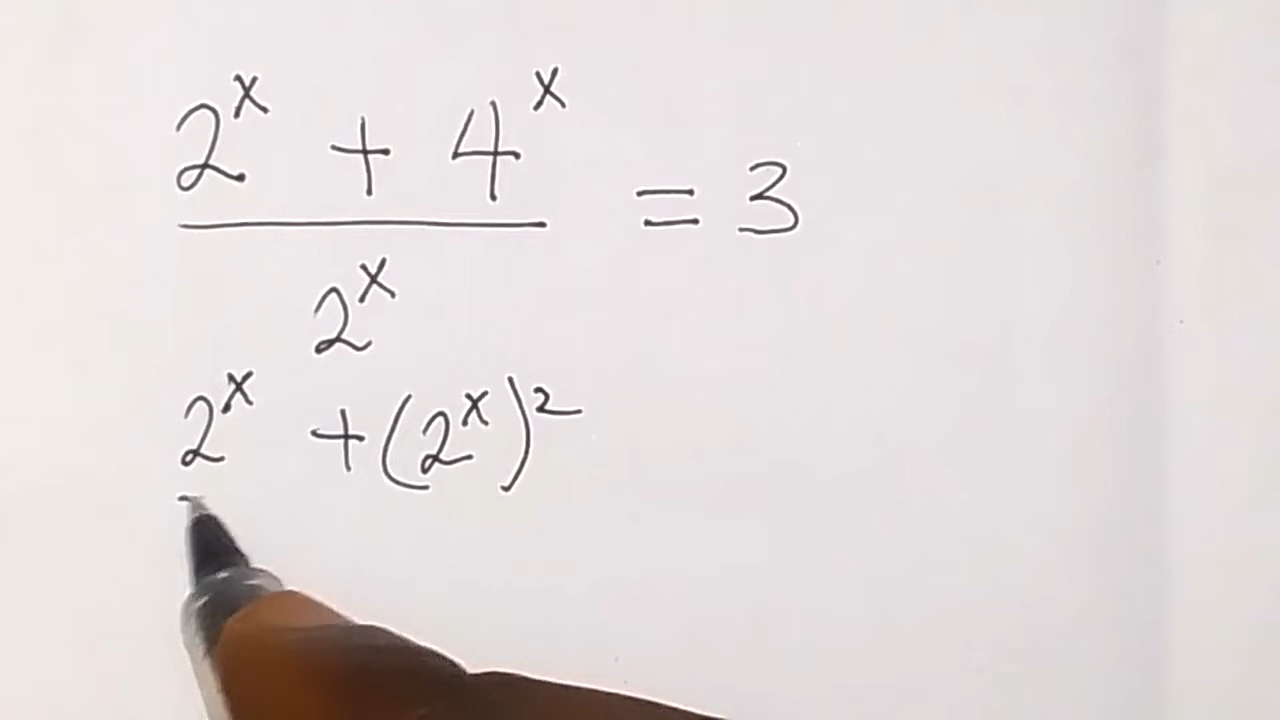 2^x + 4^x
= 3
2^x
2^x + (2^x)^2